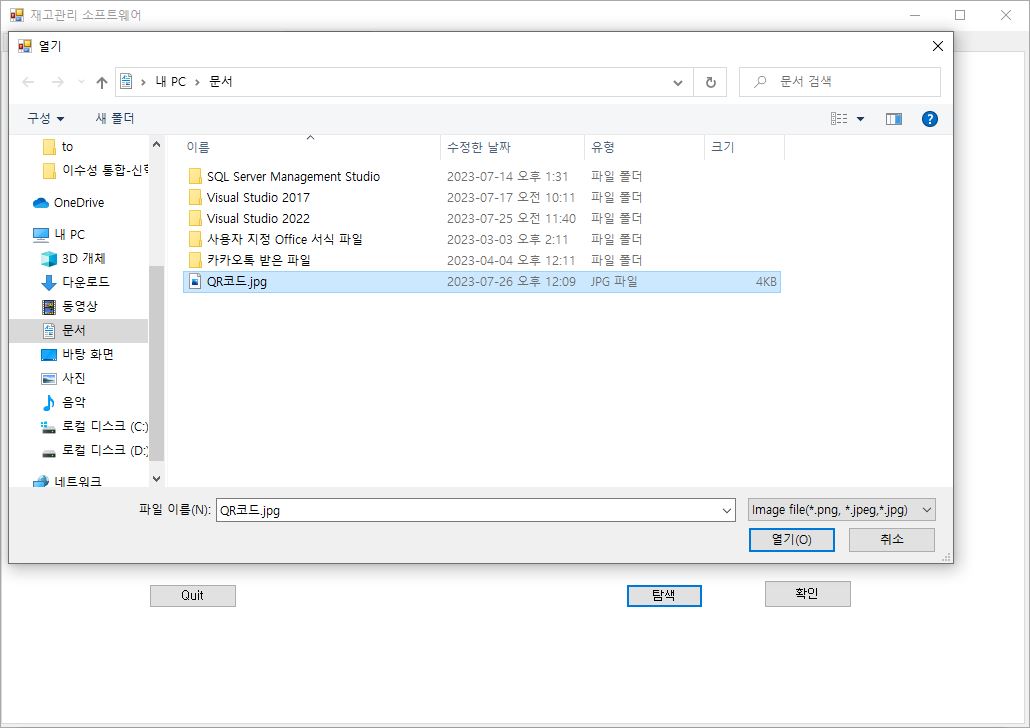 재고관리 소프트웨어
열기
내 PC
문서
문서 검색
구성
새 폴더
to
이수성 통합-신학
OneDrive
내 PC
3D 개체
다운로드
동영상
문서
바탕 화면
사진
음악
로컬 디스크 (C:)
로컬 디스크 (D:)
네트워크
이름 수정한 날짜 유형 크기
SQL Server Management Studio 2023-07-14 오후 1:31 파일 폴더
Visual Studio 2017 2023-07-17 오전 10:11 파일 폴더
Visual Studio 2022 2023-07-25 오전 11:40 파일 폴더
사용자 지정 Office 서식 파일 2023-03-03 오후 2:11 파일 폴더
카카오톡 받은 파일 2023-04-04 오후 12:11 파일 폴더
QR코드.jpg 2023-07-26 오후 12:09 JPG 파일 4KB
파일 이름(N): QR코드.jpg Image file(*.png, *.jpeg,*.jpg)
열기(O) 취소
Quit 탐색 확인